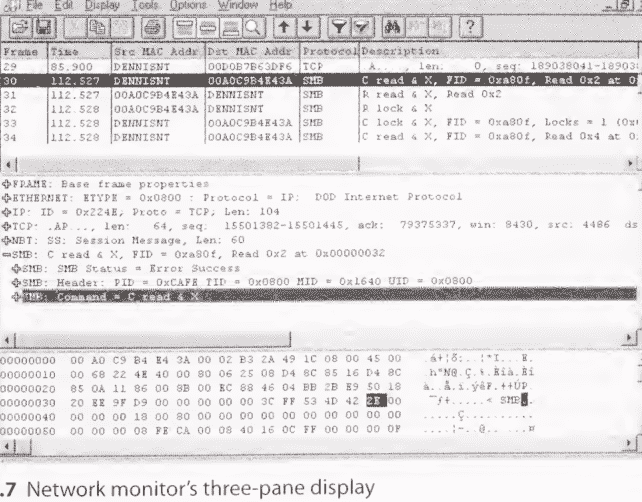 File Edit Display Tools Options Window Help
Frame Time Src MAC Addr Dst MAC Addr Protocol Description
29 85.900 DENNISNT 00D0B7B63DF6 TCP .A...., len: 0, seq: 189038041-18903
30 112.527 DENNISNT 00A0C9B4E43A SMB C read & X, FID = 0xa80f, Read 0x2 at 0
31 112.527 00A0C9B4E43A DENNISNT SMB R read & X, Read 0x2
32 112.528 00A0C9B4E43A DENNISNT SMB R lock & X
33 112.528 DENNISNT 00A0C9B4E43A SMB C lock & X, FID = 0xa80f, Locks = 1 (0x
34 112.528 DENNISNT 00A0C9B4E43A SMB C read & X, FID = 0xa80f, Read 0x4 at 0
FRAME: Base frame properties
ETHERNET: ETYPE = 0x0800 : Protocol = IP: DOD Internet Protocol
IP: ID = 0x224E; Proto = TCP; Len: 104
TCP: .AP..., len: 64, seq: 15501382-15501445, ack: 79375337, win: 8430, src: 4486 ds
NBT: SS: Session Message, Len: 60
SMB: C read & X, FID = 0xa80f, Read 0x2 at 0x00000032
SMB: SMB Status = Error Success
SMB: Header: PID = 0xCAFE TID = 0x0800 MID = 0x1640 UID = 0x0800
SMB: Command = C read & X
00000000 00 A0 C9 B4 E4 3A 00 02 B3 2A 49 1C 08 00 45 00
00000010 00 68 22 4E 40 00 80 06 25 08 D4 8C 85 16 D4 8C
00000020 85 0A 11 86 00 8B 00 EC 88 46 04 BB 2B E9 50 18
00000030 20 EE 9F D9 00 00 00 00 00 3C FF 53 4D 42 2E 00 < SMB.
00000040 00 00 00 18 00 80 00 00 00 00 00 00 00 00 00 00
00000050 00 00 00 08 FE CA 00 08 40 16 0C FF 00 00 00 0F
.7 Network monitor's three-pane display